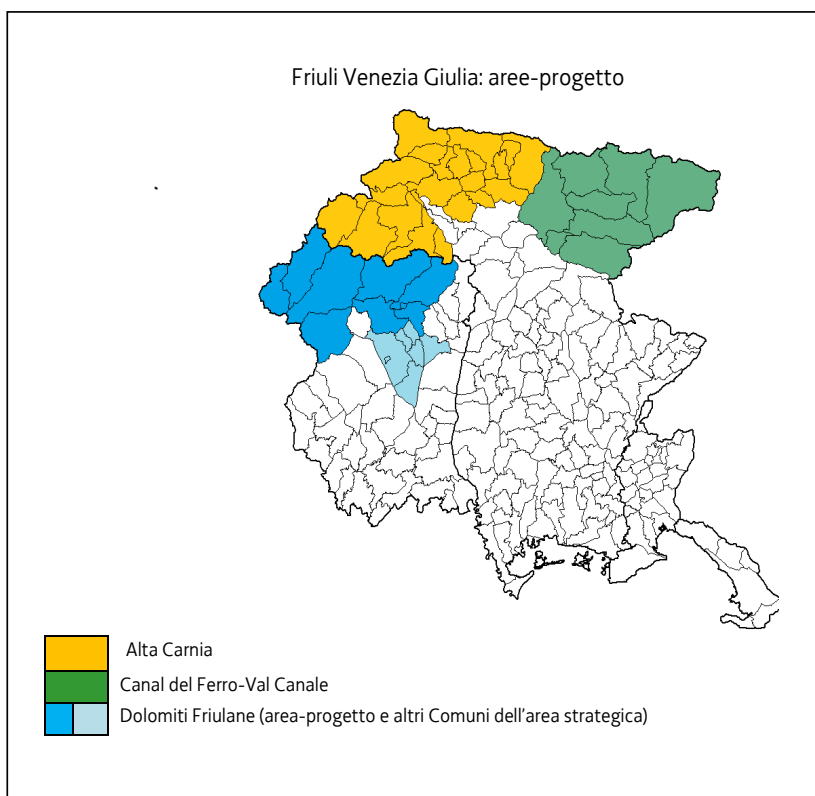 Friuli Venezia Giulia: aree-progetto
Alta Carnia
Canal del Ferro-Val Canale
Dolomiti Friulane (area-progetto e altri Comuni dell'area strategica)